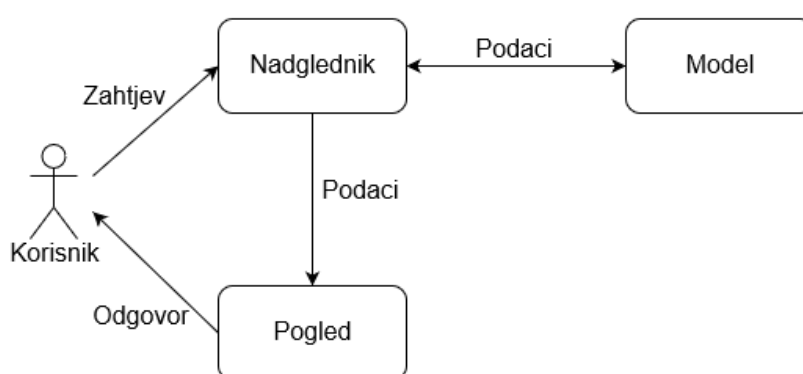 Nadglednik
Podaci
Model
Zahtjev
Podaci
Korisnik
Odgovor
Pogled